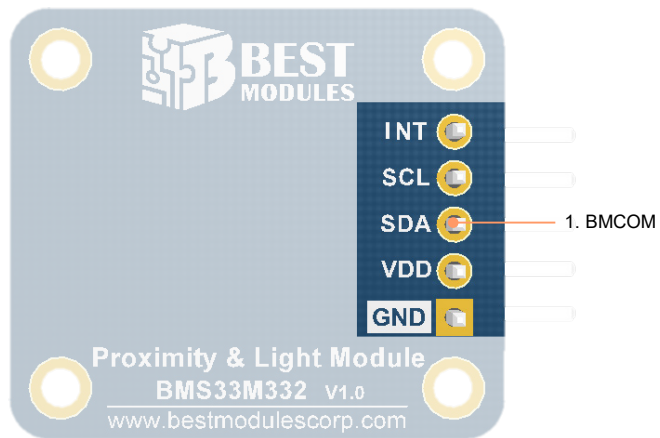 BEST
MODULES
INT
SCL
SDA
1. BMCOM
VDD
GND
Proximity & Light Module
BMS33M332 V1.0
www.bestmodulescorp.com